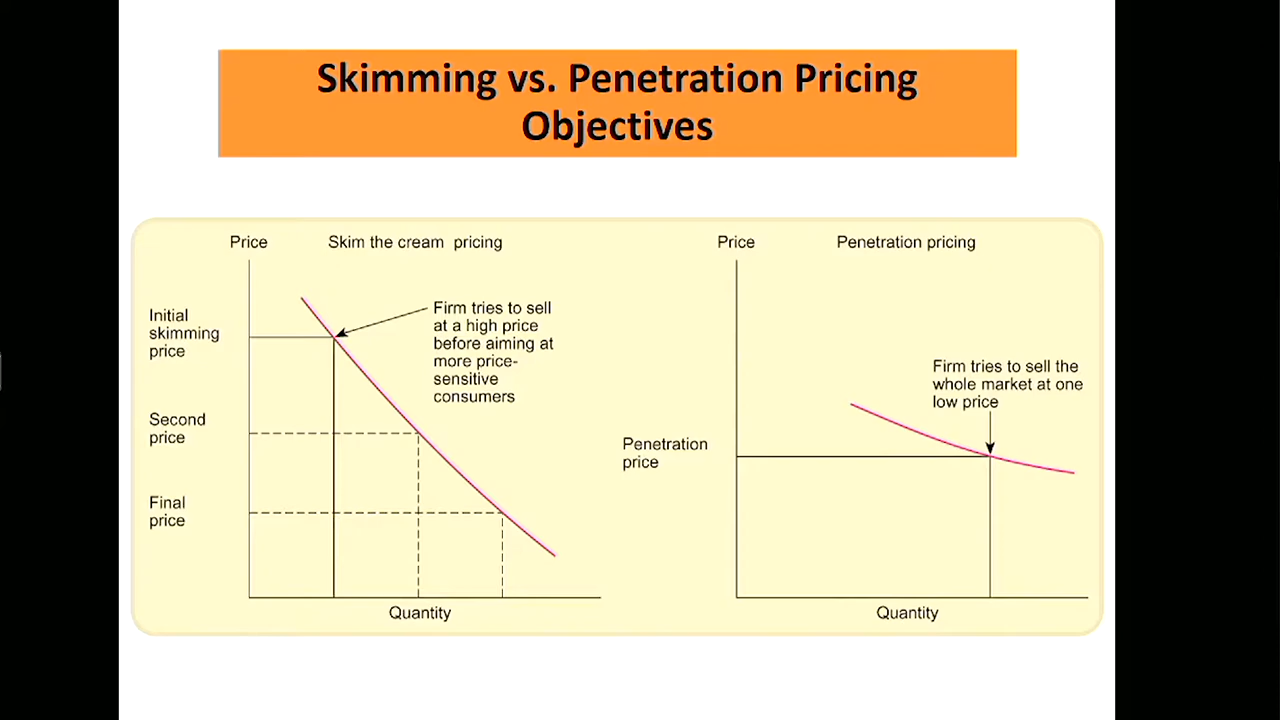 Skimming vs. Penetration Pricing
Objectives
Price
Skim the cream pricing
Initial
skimming
price
Firm tries to sell
at a high price
before aiming at
more price-
sensitive
consumers
Second
price
Final
price
Quantity
Price
Penetration pricing
Firm tries to sell the
whole market at one
low price
Penetration
price
Quantity